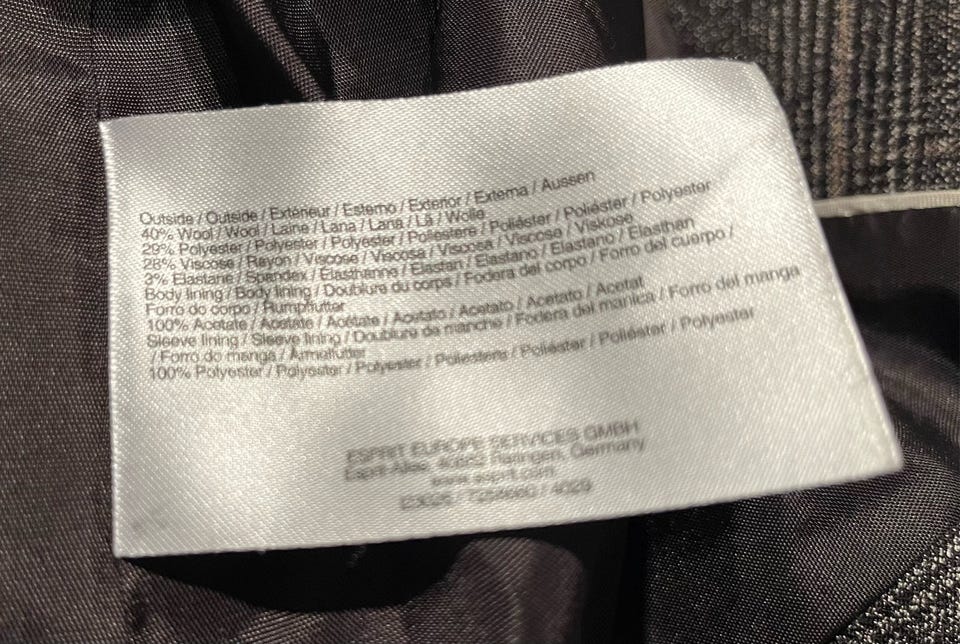 Outside / Outside / Extérieur / Esterno / Exterior / Externa / Aussen
40% Wool / Wool / Laine / Lana / Lana / Lã / Wolle
29% Polyester / Polyester / Polyester / Poliestere / Poliéster / Poliéster / Polyester
28% Viscose / Rayon / Viscose / Viscosa / Viscosa / Viscose / Viskose
3% Elastane / Spandex / Élasthanne / Elastan / Elastano / Elastano / Elasthan
Body lining / Body lining / Doublure du corps / Fodera del corpo / Forro del cuerpo /
Forro do corpo / Rumpffutter
100% Acetate / Acetate / Acétate / Acetato / Acetato / Acetato / Acetat
Sleeve lining / Sleeve lining / Doublure de manche / Fodera del manica / Forro del manga
/ Forro do manga / Armelfutter
100% Polyester / Polyester / Polyester / Poliestere / Poliéster / Poliéster / Polyester
ESPRIT EUROPE SERVICES GMBH
Esprit-Allee, Ratingen, Germany
www.esprit.com